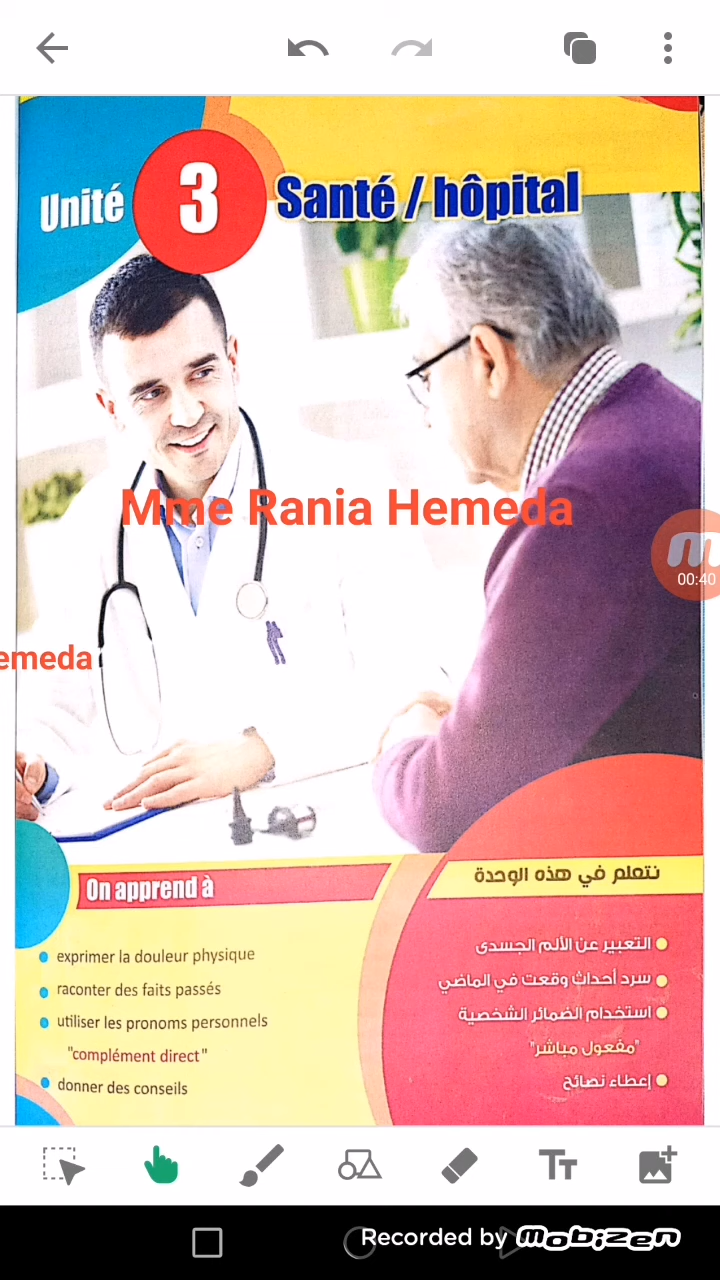 Unité 3 Santé / hôpital
Mme Rania Hemeda
00:40
emeda
On apprend à
exprimer la douleur physique
raconter des faits passés
utiliser les pronoms personnels
"complément direct"
donner des conseils
نتعلم في هذه الوحدة
التعبير عن الألم الجسدى
سرد أحداث وقعت في الماضي
استخدام الضمائر الشخصية
"مفعول مباشر"
إعطاء نصائح
TT
Recorded by mobizen